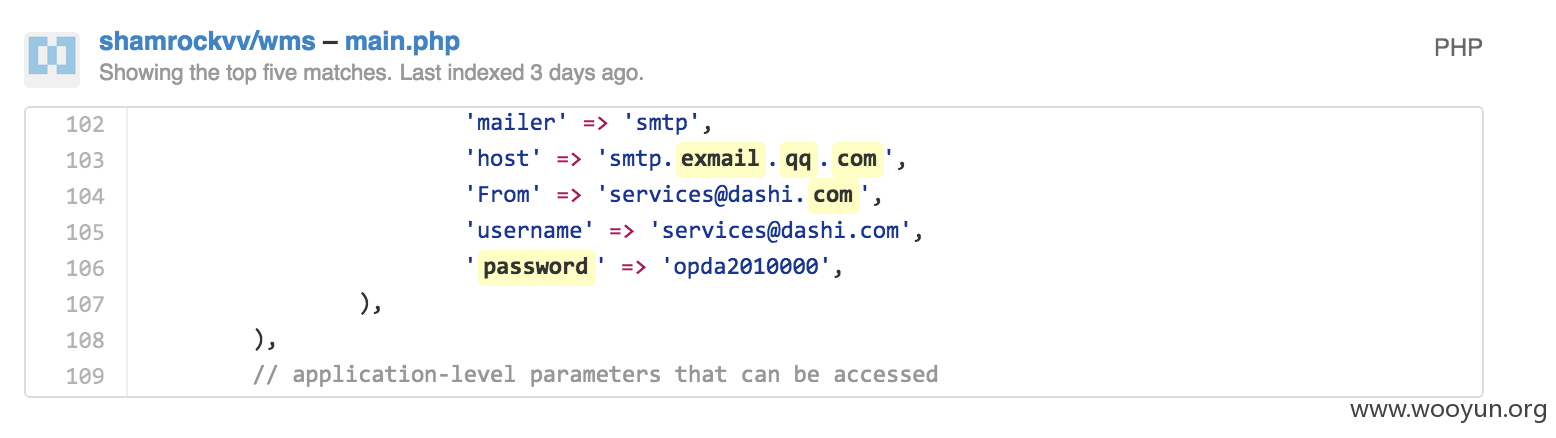 shamrockvv/wms – main.php
PHP
Showing the top five matches. Last indexed 3 days ago.
102 'mailer' => 'smtp',
103 'host' => 'smtp.exmail.qq.com',
104 'From' => 'services@dashi.com',
105 'username' => 'services@dashi.com',
106 'password' => 'opda2010000',
107 ),
108 ),
109 // application-level parameters that can be accessed
www.wooyun.org